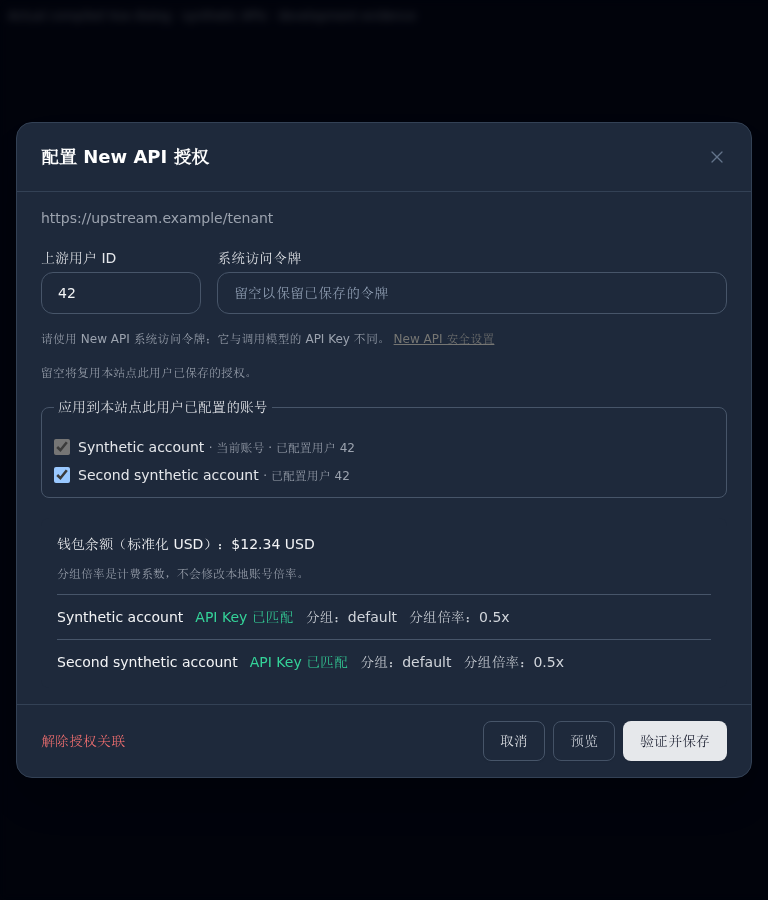 配置 New API 授权
https://upstream.example/tenant
上游用户 ID
系统访问令牌
42
留空以保留已保存的令牌
请使用 New API 系统访问令牌；它与调用模型的 API Key 不同。 New API 安全设置
留空将复用本站点此用户已保存的授权。
应用到本站点此用户已配置的账号
Synthetic account · 当前账号 · 已配置用户 42
Second synthetic account · 已配置用户 42
钱包余额（标准化 USD）：$12.34 USD
分组倍率是计费系数，不会修改本地账号倍率。
Synthetic account API Key 已匹配 分组：default 分组倍率：0.5x
Second synthetic account API Key 已匹配 分组：default 分组倍率：0.5x
解除授权关联
取消
预览
验证并保存